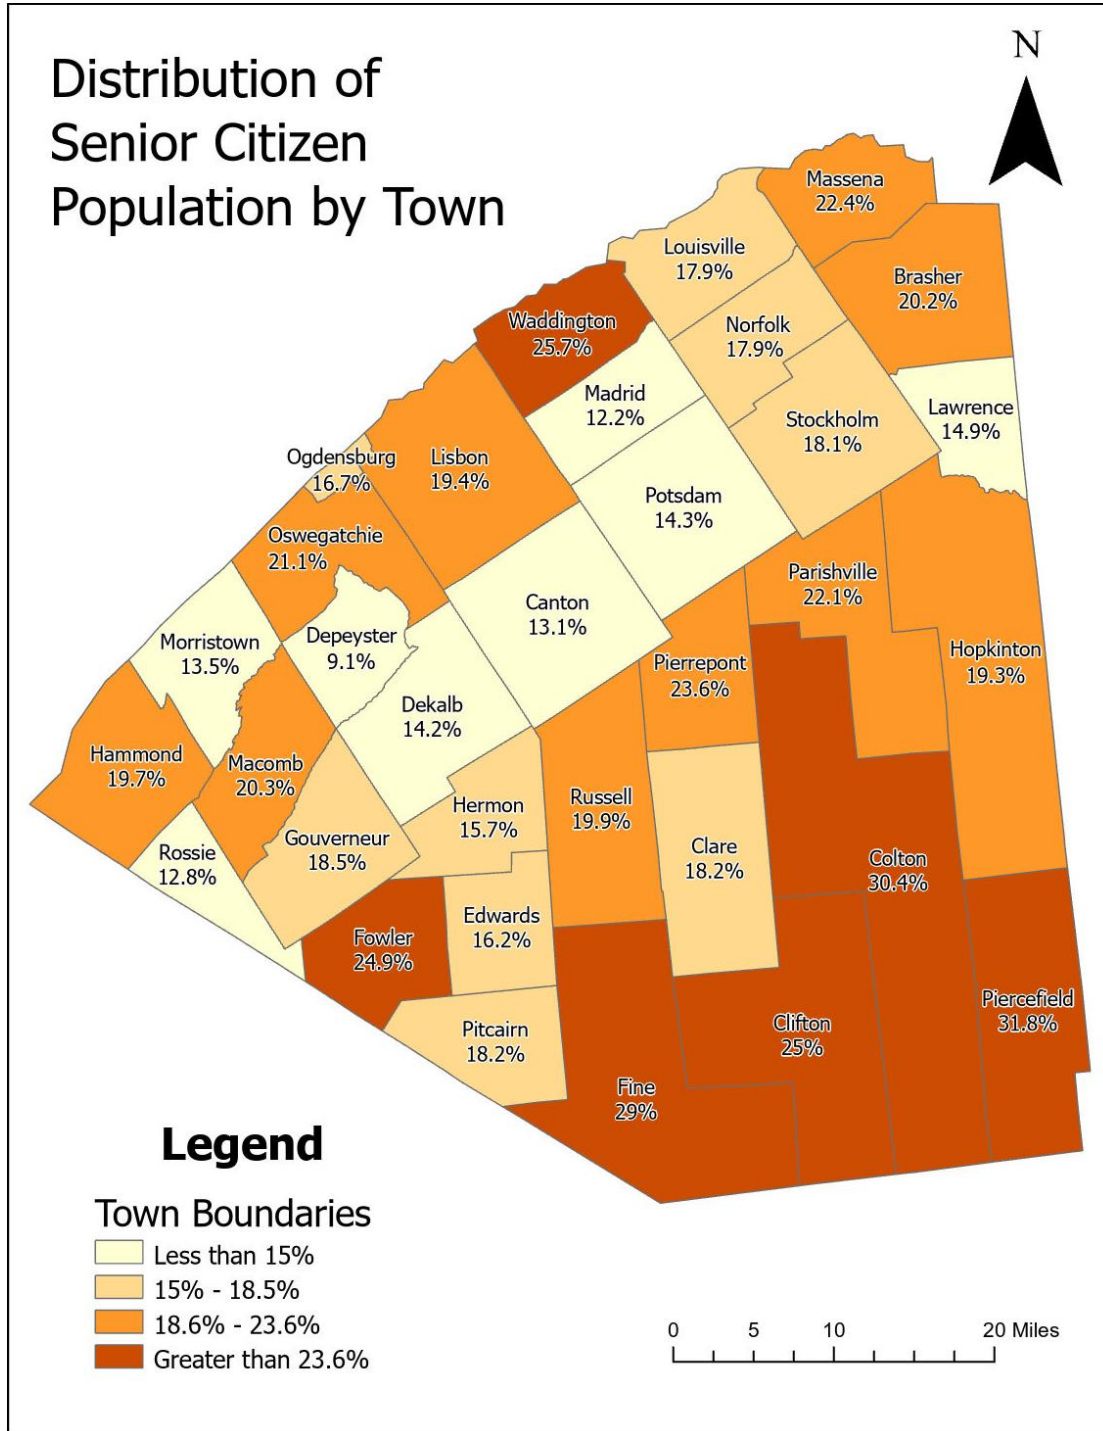 Distribution of
Senior Citizen
Population by Town
N
Massena
22.4%
Louisville
17.9%
Brasher
20.2%
Waddington
25.7%
Norfolk
17.9%
Madrid
12.2%
Lawrence
14.9%
Stockholm
18.1%
Ogdensburg
16.7%
Lisbon
19.4%
Potsdam
14.3%
Oswegatchie
21.1%
Parishville
22.1%
Canton
13.1%
Depeyster
9.1%
Morristown
13.5%
Pierrepont
23.6%
Hopkinton
19.3%
Dekalb
14.2%
Hammond
19.7%
Macomb
20.3%
Hermon
15.7%
Russell
19.9%
Gouverneur
18.5%
Clare
18.2%
Rossie
12.8%
Colton
30.4%
Edwards
16.2%
Fowler
24.9%
Piercefield
31.8%
Pitcairn
18.2%
Clifton
25%
Fine
29%
Legend
Town Boundaries
Less than 15%
15% - 18.5%
18.6% - 23.6%
Greater than 23.6%
0 5 10 20 Miles